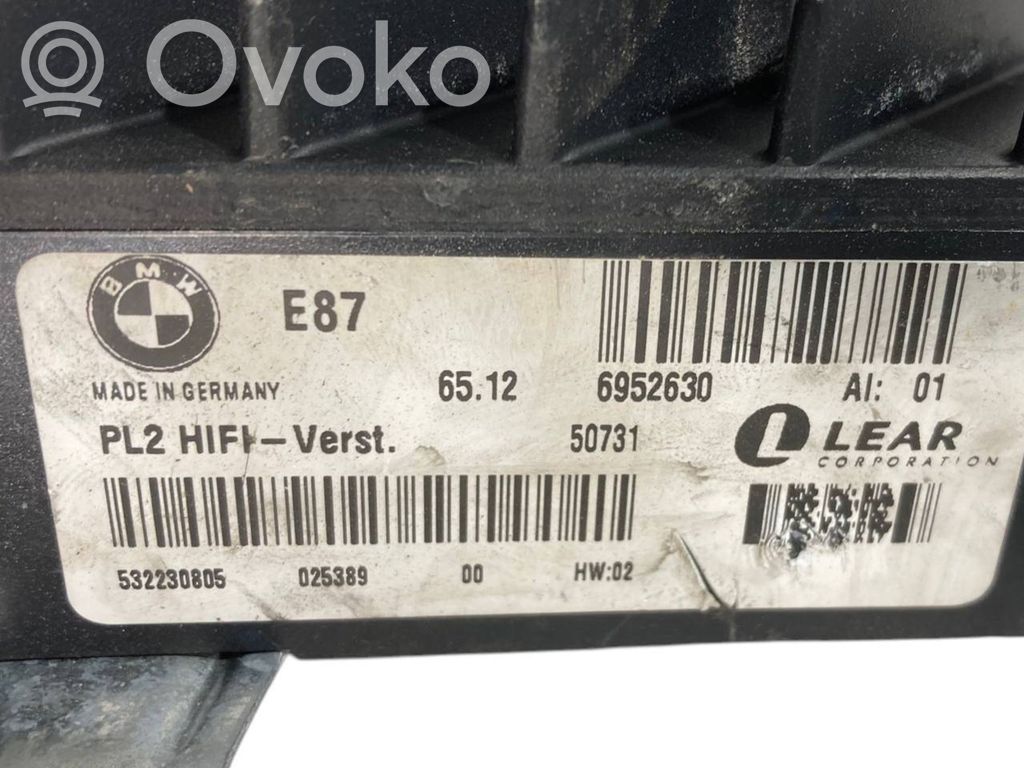 Ovoko
BMW
E87
MADE IN GERMANY 65.12 6952630 AI: 01
PL2 HIFI-Verst. 50731 LEAR
CORPORATION
532230805 025389 00 HW:02